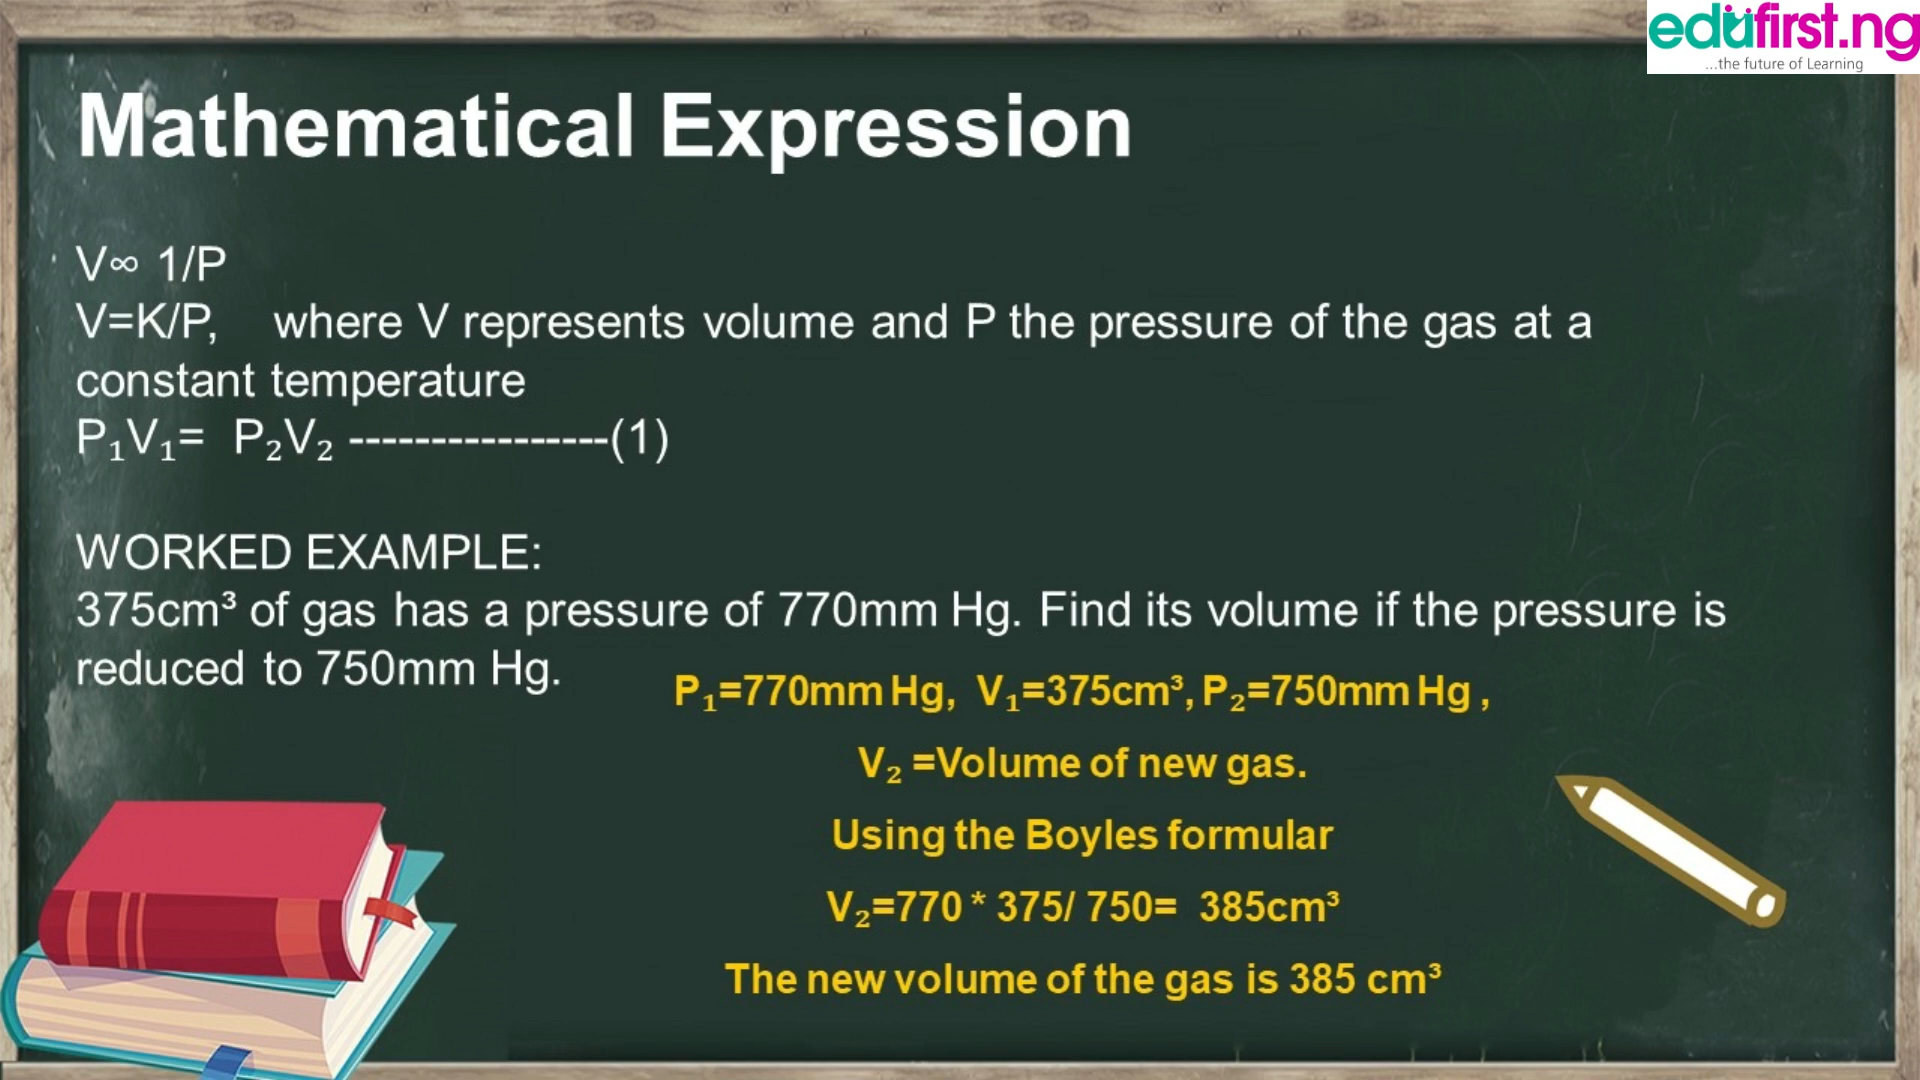 edufirst.ng
...the future of Learning
Mathematical Expression
V∞ 1/P
V=K/P, where V represents volume and P the pressure of the gas at a
constant temperature
P₁V₁= P₂V₂ ----------------(1)
WORKED EXAMPLE:
375cm³ of gas has a pressure of 770mm Hg. Find its volume if the pressure is
reduced to 750mm Hg.
P₁=770mm Hg, V₁=375cm³, P₂=750mm Hg ,
V₂ =Volume of new gas.
Using the Boyles formular
V₂=770 * 375/ 750= 385cm³
The new volume of the gas is 385 cm³